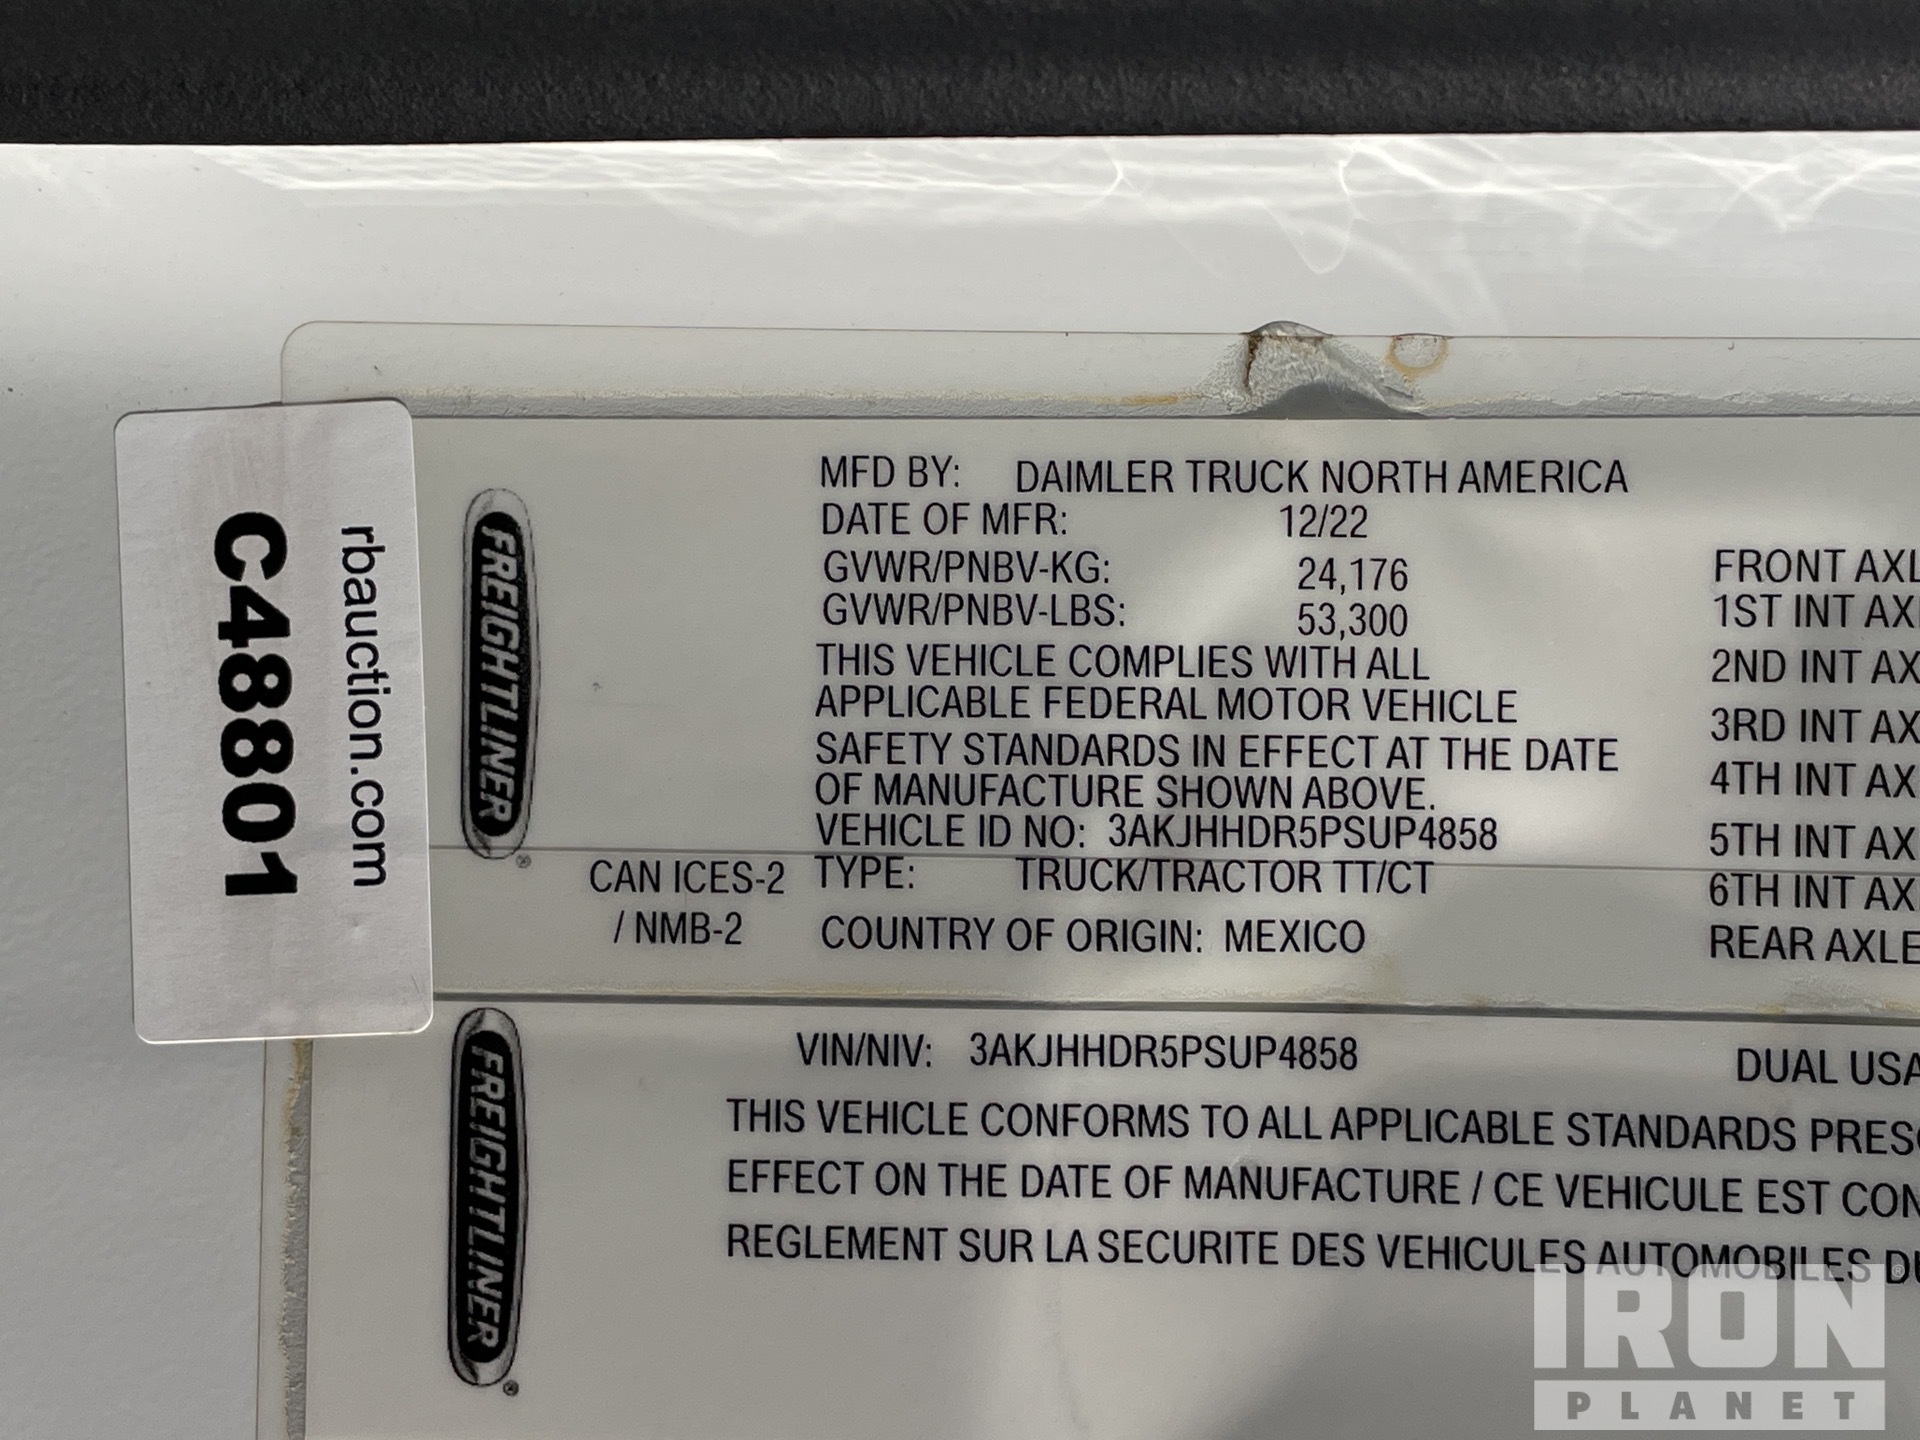 rbauction.com
C48801
FREIGHTLINER
MFD BY: DAIMLER TRUCK NORTH AMERICA
DATE OF MFR: 12/22
GVWR/PNBV-KG: 24,176
GVWR/PNBV-LBS: 53,300
THIS VEHICLE COMPLIES WITH ALL
APPLICABLE FEDERAL MOTOR VEHICLE
SAFETY STANDARDS IN EFFECT AT THE DATE
OF MANUFACTURE SHOWN ABOVE.
VEHICLE ID NO: 3AKJHHDR5PSUP4858
CAN ICES-2 TYPE: TRUCK/TRACTOR TT/CT
/ NMB-2 COUNTRY OF ORIGIN: MEXICO
FRONT AXL
1ST INT AX
2ND INT AX
3RD INT AX
4TH INT AX
5TH INT AX
6TH INT AX
REAR AXLE
FREIGHTLINER
VIN/NIV: 3AKJHHDR5PSUP4858 DUAL USA
THIS VEHICLE CONFORMS TO ALL APPLICABLE STANDARDS PRESC
EFFECT ON THE DATE OF MANUFACTURE / CE VEHICULE EST CON
REGLEMENT SUR LA SECURITE DES VEHICULES AUTOMOBILES DU
IRON
PLANET